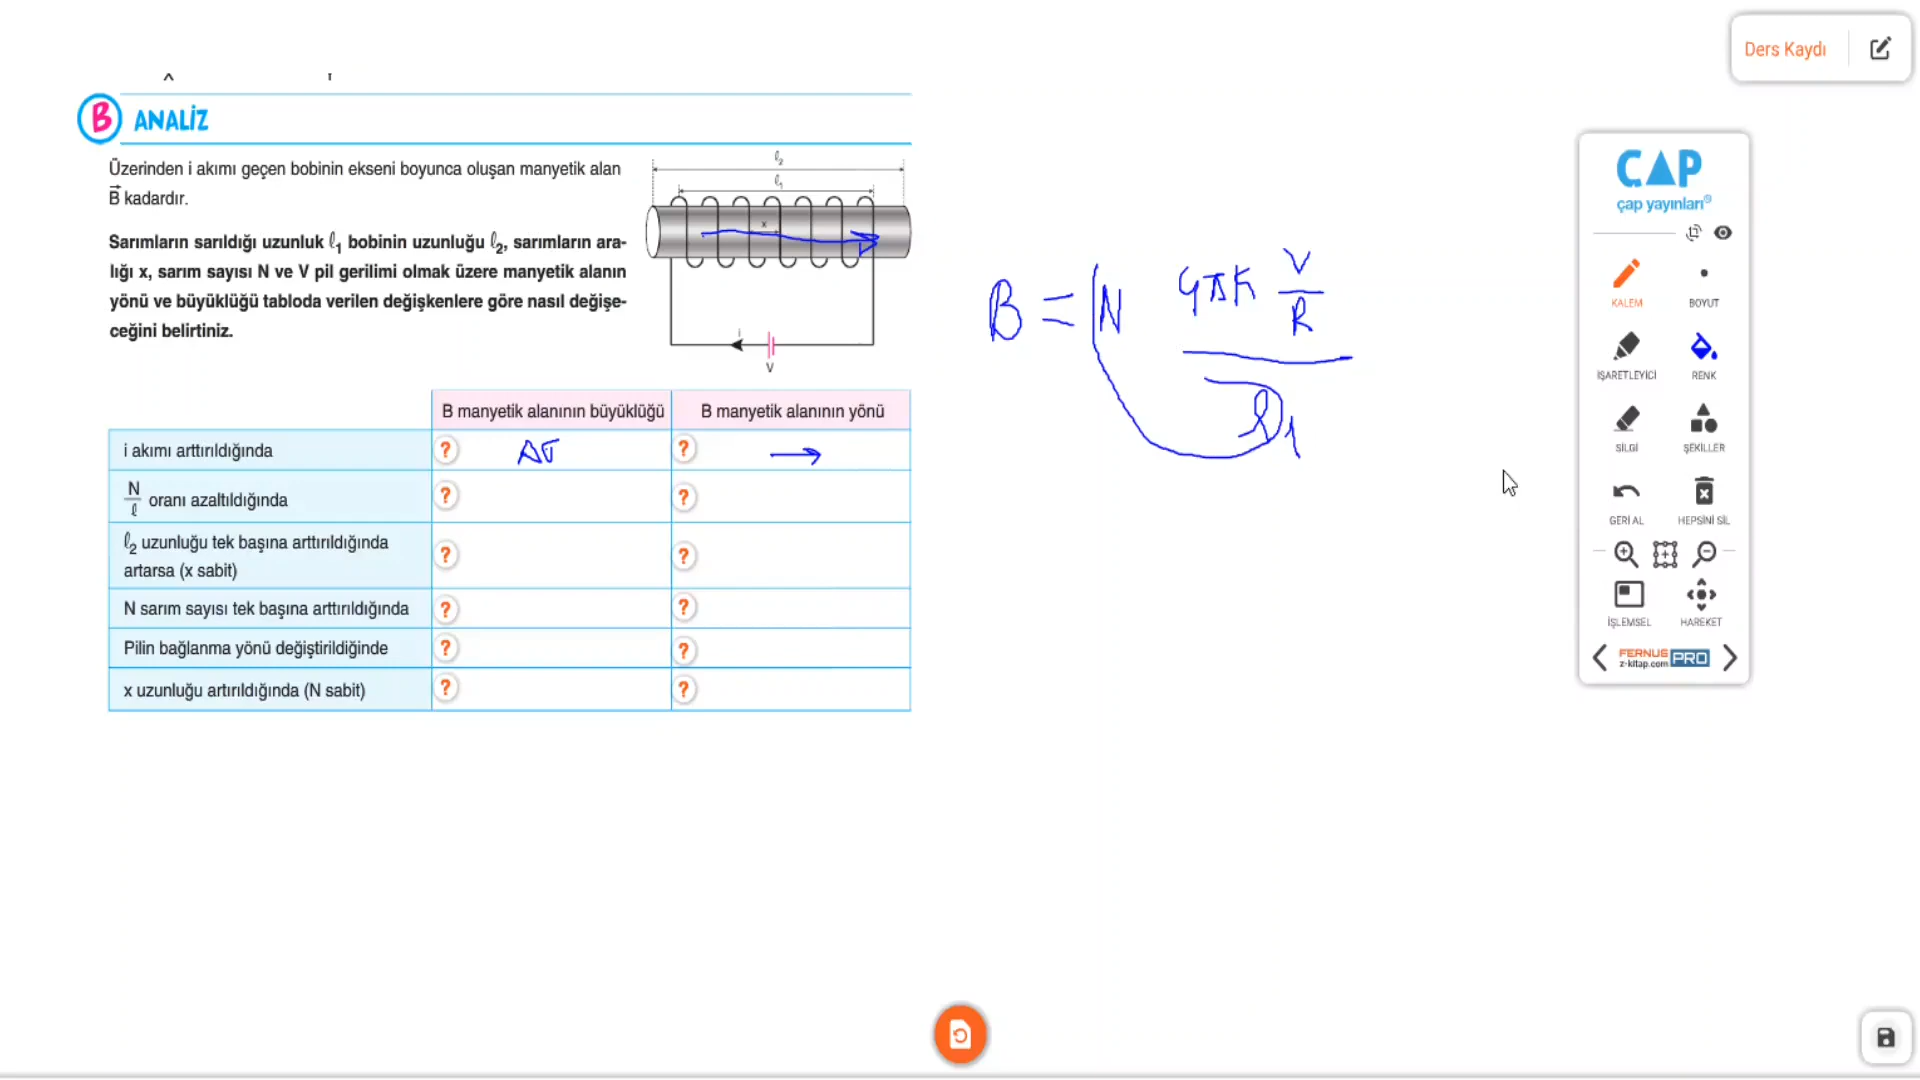 Ders Kaydı
B ANALİZ
Üzerinden i akımı geçen bobinin ekseni boyunca oluşan manyetik alan
B⃗ kadardır.
Sarımların sarıldığı uzunluk ℓ₁ bobinin uzunluğu ℓ₂, sarımların ara-
lığı x, sarım sayısı N ve V pil gerilimi olmak üzere manyetik alanın
yönü ve büyüklüğü tabloda verilen değişkenlere göre nasıl değişe-
ceğini belirtiniz.
ℓ₂
ℓ₁
x
i
V
B manyetik alanının büyüklüğü B manyetik alanının yönü
i akımı arttırıldığında ? ? →
N/ℓ oranı azaltıldığında ? ?
ℓ₂ uzunluğu tek başına arttırıldığında
artarsa (x sabit) ? ?
N sarım sayısı tek başına arttırıldığında ? ?
Pilin bağlanma yönü değiştirildiğinde ? ?
x uzunluğu artırıldığında (N sabit) ? ?
B = N 4πK V/R
ℓ₁
ÇAP
çap yayınları®
KALEM BOYUT
İŞARETLEYİCİ RENK
SİLGİ ŞEKİLLER
GERİ AL HEPSİNİ SİL
İŞLEMSEL HAREKET
FERNUS
z-kitap.com PRO